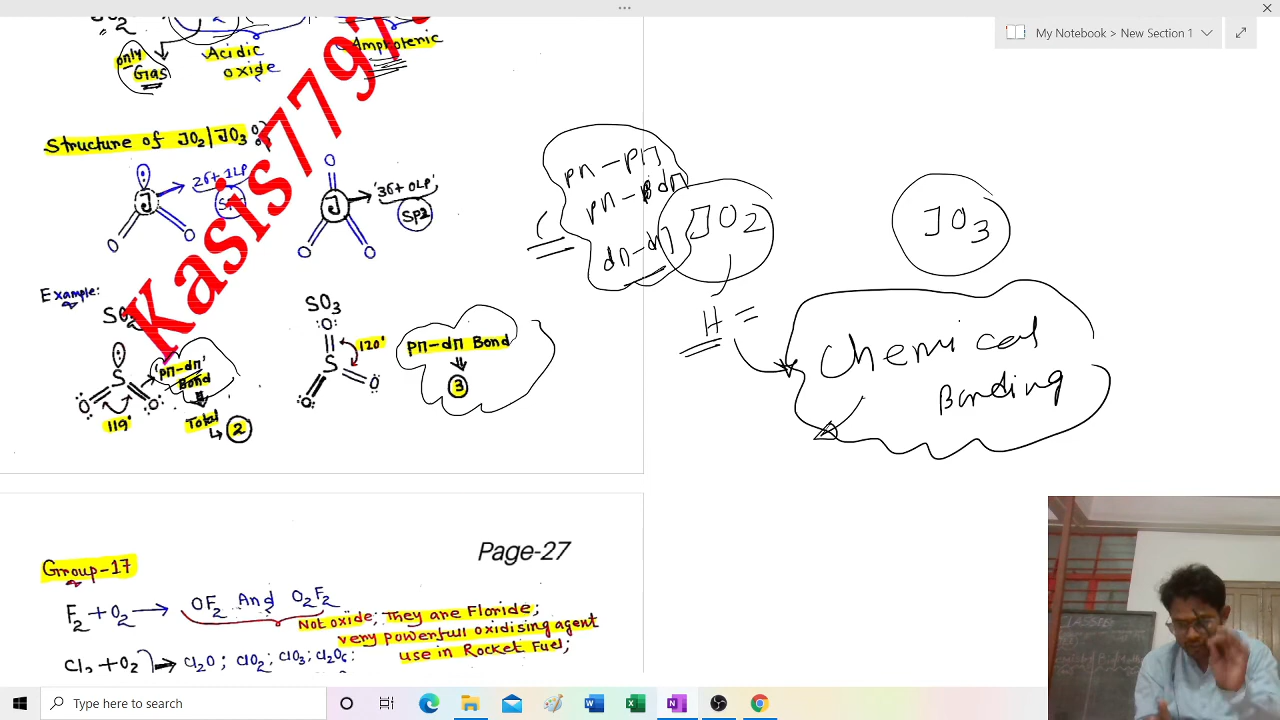 My Notebook > New Section 1
only
Gas
Acidic
oxide
Amphoteric
Kasis779
Structure of JO2/JO3
J
2σ+1LP
O
O
O
J
'3σ+0LP'
SP2
O
O
Example:
SO2
S
'pπ-dπ'
Bond
O
O
119°
Total
2
SO3
:O:
120°
S
O
O
pπ-dπ Bond
3
pπ-pπ
pπ-dπ
dπ-dπ
JO2
JO3
H
Chemical
Bonding
Page-27
Group-17
F2+O2 → OF2 And O2F2
Not oxide; They are Floride;
very powerfull oxidising agent
use in Rocket Fuel;
Cl2+O2 → Cl2O; ClO2; ClO3; Cl2O6;
Type here to search